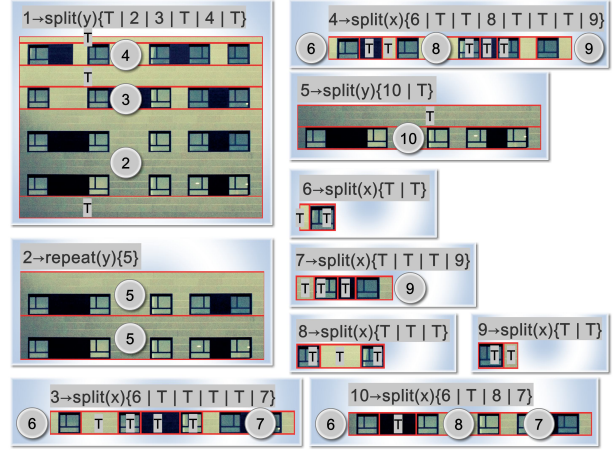 1→split(y){T | 2 | 3 | T | 4 | T}
T
4
T
3
2
T
4→split(x){6 | T | T | 8 | T | T | T | 9}
6
T
T
8
T
T
T
9
5→split(y){10 | T}
T
10
6→split(x){T | T}
T
T
2→repeat(y){5}
5
5
7→split(x){T | T | T | 9}
T
T
T
9
8→split(x){T | T | T}
T
T
T
9→split(x){T | T}
T
T
3→split(x){6 | T | T | T | T | 7}
6
T
T
T
T
7
10→split(x){6 | T | 8 | 7}
6
T
8
7